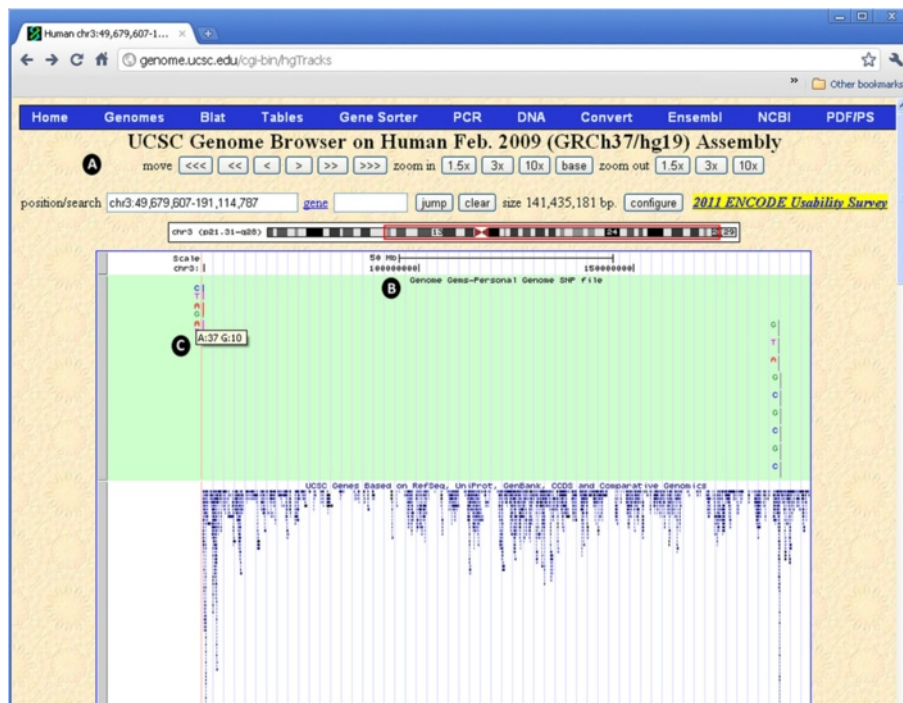 Human chr3:49,679,607-1...
genome.ucsc.edu/cgi-bin/hgTracks
» Other bookmarks
Home Genomes Blat Tables Gene Sorter PCR DNA Convert Ensembl NCBI PDF/PS
UCSC Genome Browser on Human Feb. 2009 (GRCh37/hg19) Assembly
A move <<< << < > >> >>> zoom in 1.5x 3x 10x base zoom out 1.5x 3x 10x
position/search chr3:49,679,607-191,114,787 gene jump clear size 141,435,181 bp. configure 2011 ENCODE Usability Survey
chr3 (p21.31-q28) 13 24 29
Scale 50 Mb
chr3: 100000000 150000000
B Genome Gems-Personal Genome SNP file
C
T
A
G
A
C A:37 G:10
G
T
A
G
C
G
C
G
C
UCSC Genes Based on RefSeq, UniProt, GenBank, CCDS and Comparative Genomics